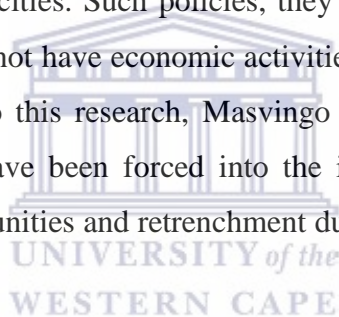 cities. Such policies, they
not have economic activities
this research, Masvingo
ave been forced into the i
unities and retrenchment du
UNIVERSITY of the
WESTERN CAPE